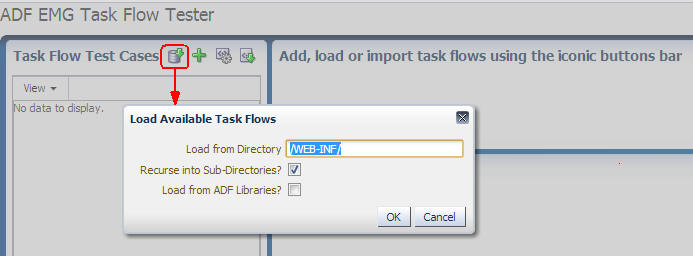 ADF EMG Task Flow Tester
Task Flow Test Cases
Add, load or import task flows using the iconic buttons bar
View
No data to display.
Load Available Task Flows
Load from Directory /WEB-INF/
Recurse into Sub-Directories?
Load from ADF Libraries?
OK Cancel